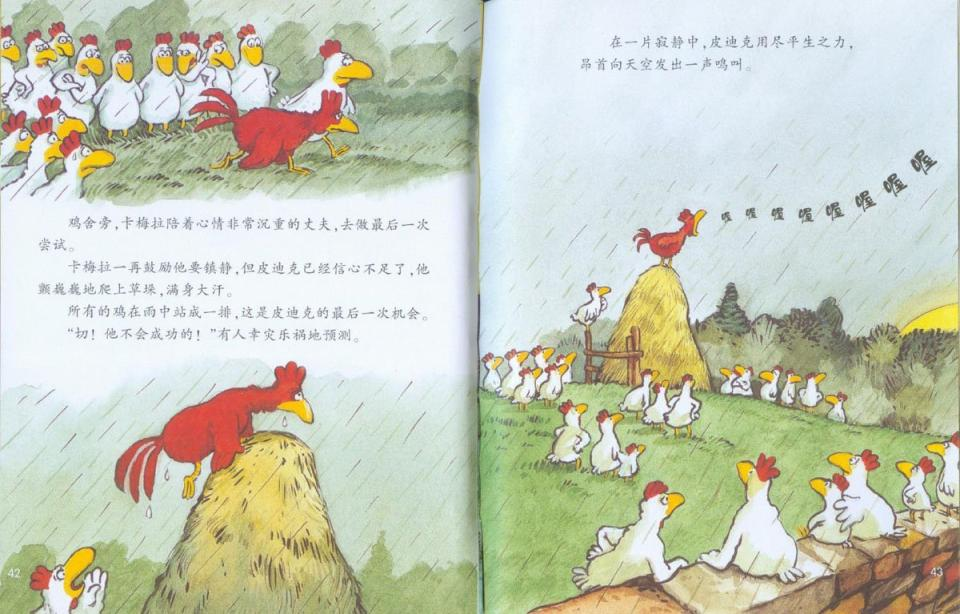 鸡舍旁，卡梅拉陪着心情非常沉重的丈夫，去做最后一次
尝试。
卡梅拉一再鼓励他要镇静，但皮迪克已经信心不足了，他
颤巍巍地爬上草垛，满身大汗。
所有的鸡在雨中站成一排，这是皮迪克的最后一次机会。
“切！他不会成功的！”有人幸灾乐祸地预测。
42
在一片寂静中，皮迪克用尽平生之力，
昂首向天空发出一声鸣叫。
喔 喔 喔 喔 喔 喔 喔 喔
43